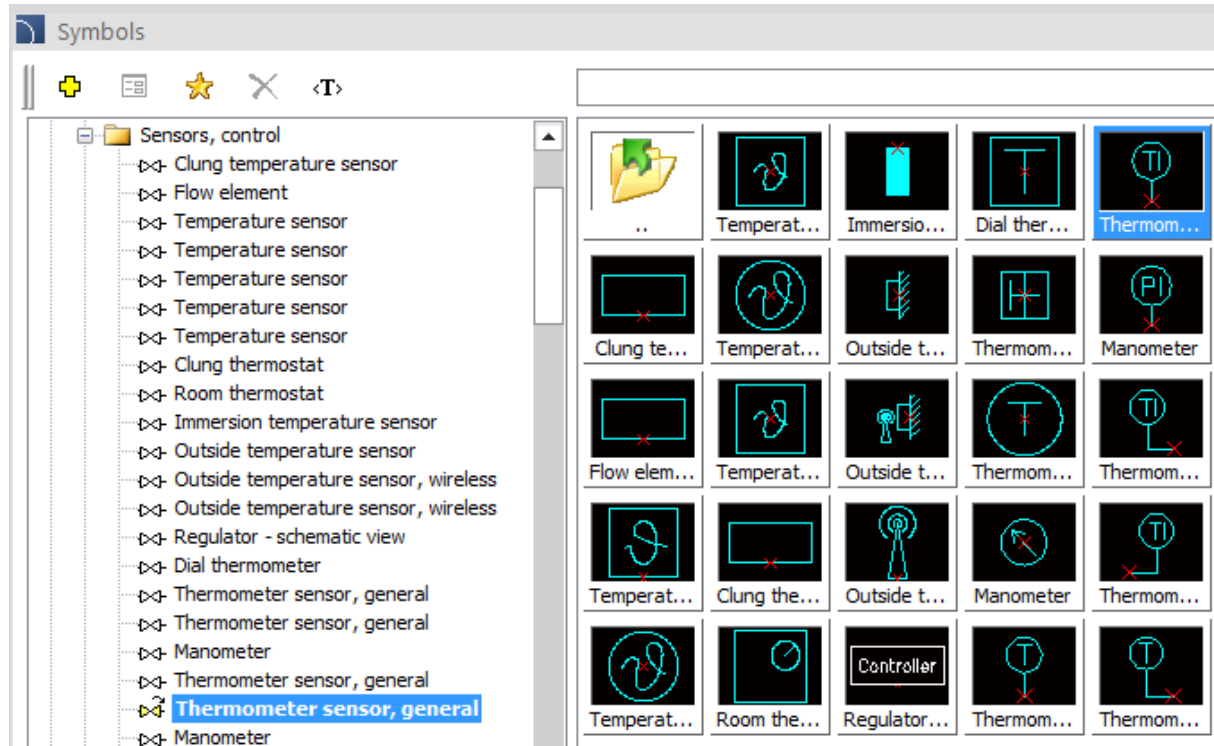 Symbols
<T>
Sensors, control
Clung temperature sensor
Flow element
Temperature sensor
Temperature sensor
Temperature sensor
Temperature sensor
Temperature sensor
Clung thermostat
Room thermostat
Immersion temperature sensor
Outside temperature sensor
Outside temperature sensor, wireless
Outside temperature sensor, wireless
Regulator - schematic view
Dial thermometer
Thermometer sensor, general
Thermometer sensor, general
Manometer
Thermometer sensor, general
Thermometer sensor, general
Manometer
T TI
.. Temperat... Immersio... Dial ther... Thermom...
PI
Clung te... Temperat... Outside t... Thermom... Manometer
T TI
Flow elem... Temperat... Outside t... Thermom... Thermom...
TI
Temperat... Clung the... Outside t... Manometer Thermom...
Controller T T
Temperat... Room the... Regulator... Thermom... Thermom...